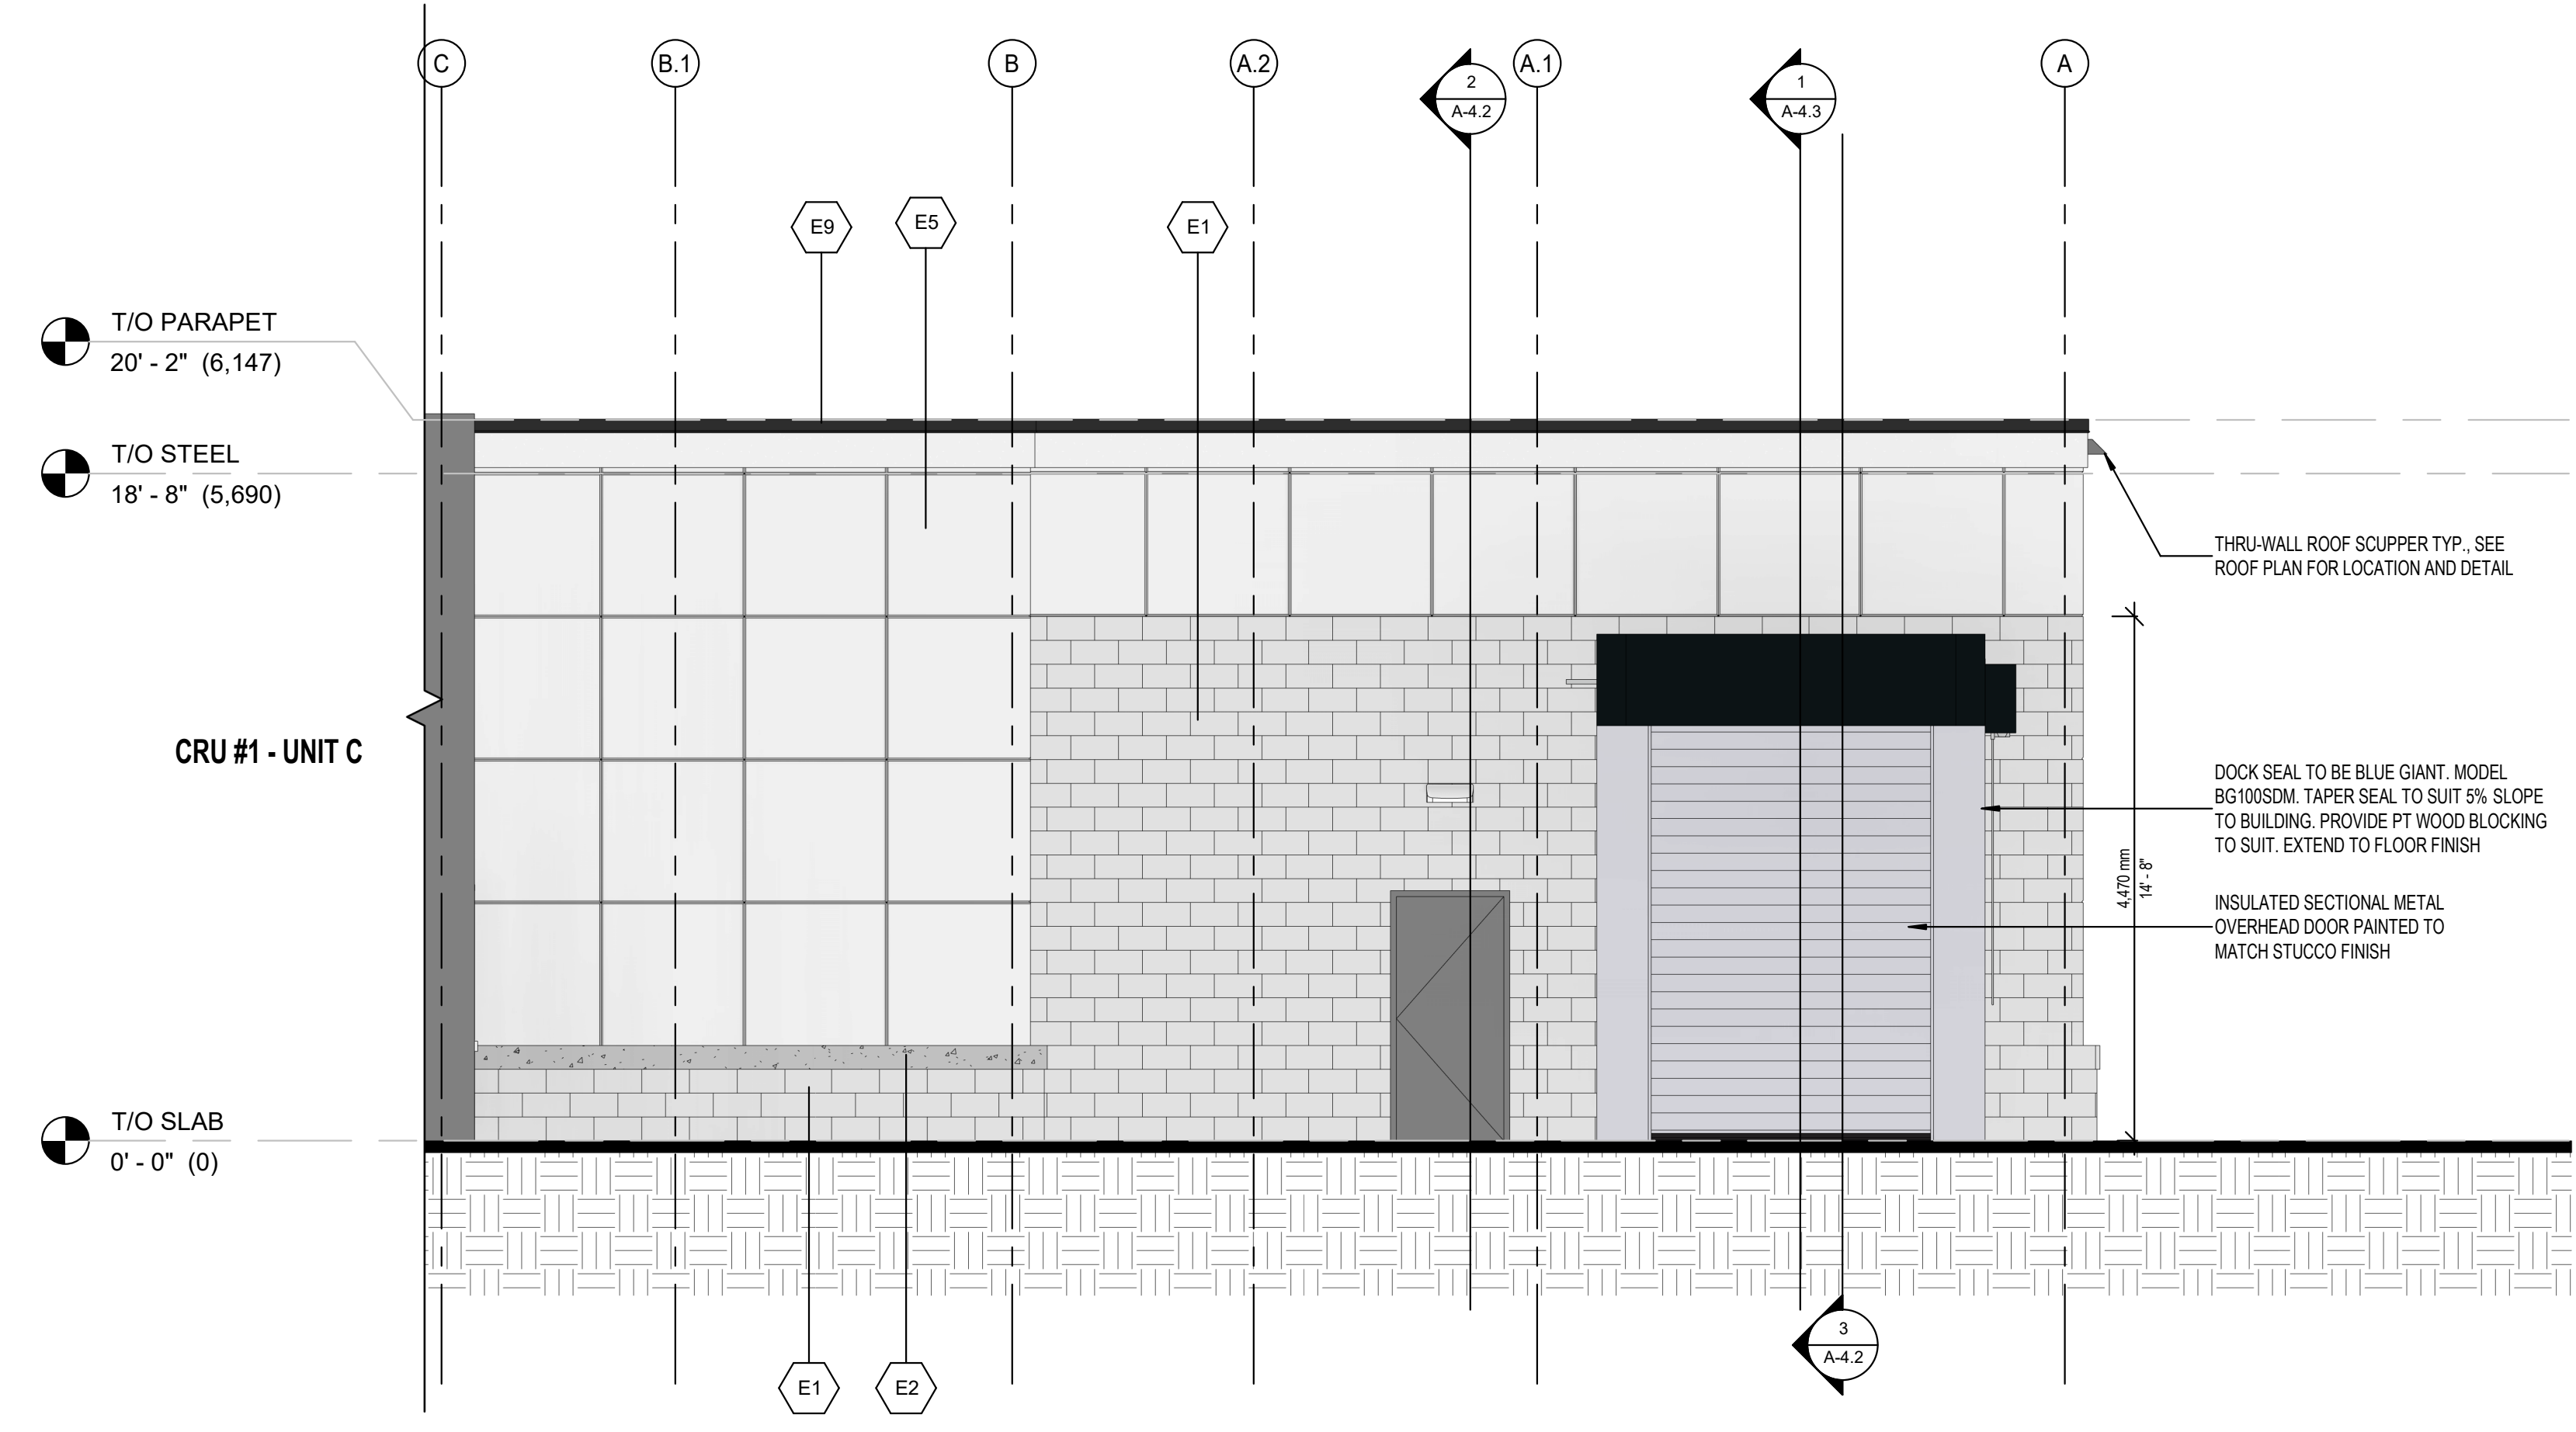 C
B.1
B
A.2
2
A-4.2
A.1
1
A-4.3
A
E9
E5
E1
T/O PARAPET
20' - 2" (6,147)
T/O STEEL
18' - 8" (5,690)
THRU-WALL ROOF SCUPPER TYP., SEE
ROOF PLAN FOR LOCATION AND DETAIL
CRU #1 - UNIT C
DOCK SEAL TO BE BLUE GIANT. MODEL
BG100SDM. TAPER SEAL TO SUIT 5% SLOPE
TO BUILDING. PROVIDE PT WOOD BLOCKING
TO SUIT. EXTEND TO FLOOR FINISH
4,470 mm
14' - 8"
INSULATED SECTIONAL METAL
OVERHEAD DOOR PAINTED TO
MATCH STUCCO FINISH
T/O SLAB
0' - 0" (0)
3
A-4.2
E1
E2